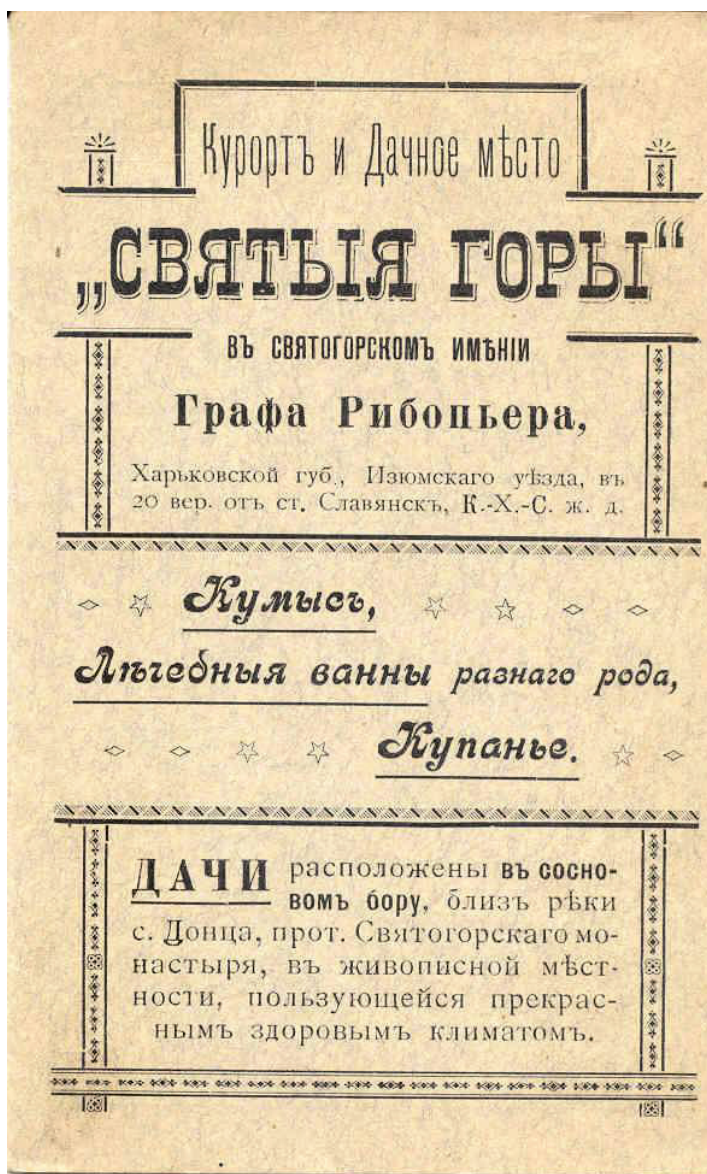 Курортъ и Дачное мѣсто
„СВЯТЫЯ ГОРЫ“
ВЪ СВЯТОГОРСКОМЪ ИМѢНІИ
Графа Рибопьера,
Харьковской губ., Изюмскаго уѣзда, въ
20 вер. отъ ст. Славянскъ, К.-Х.-С. ж. д.
Кумысъ,
Лѣчебныя ванны разнаго рода,
Купанье.
ДАЧИ расположены въ сосно-
вомъ бору, близъ рѣки
с. Донца, прот. Святогорскаго мо-
настыря, въ живописной мѣст-
ности, пользующейся прекрас-
нымъ здоровымъ климатомъ.